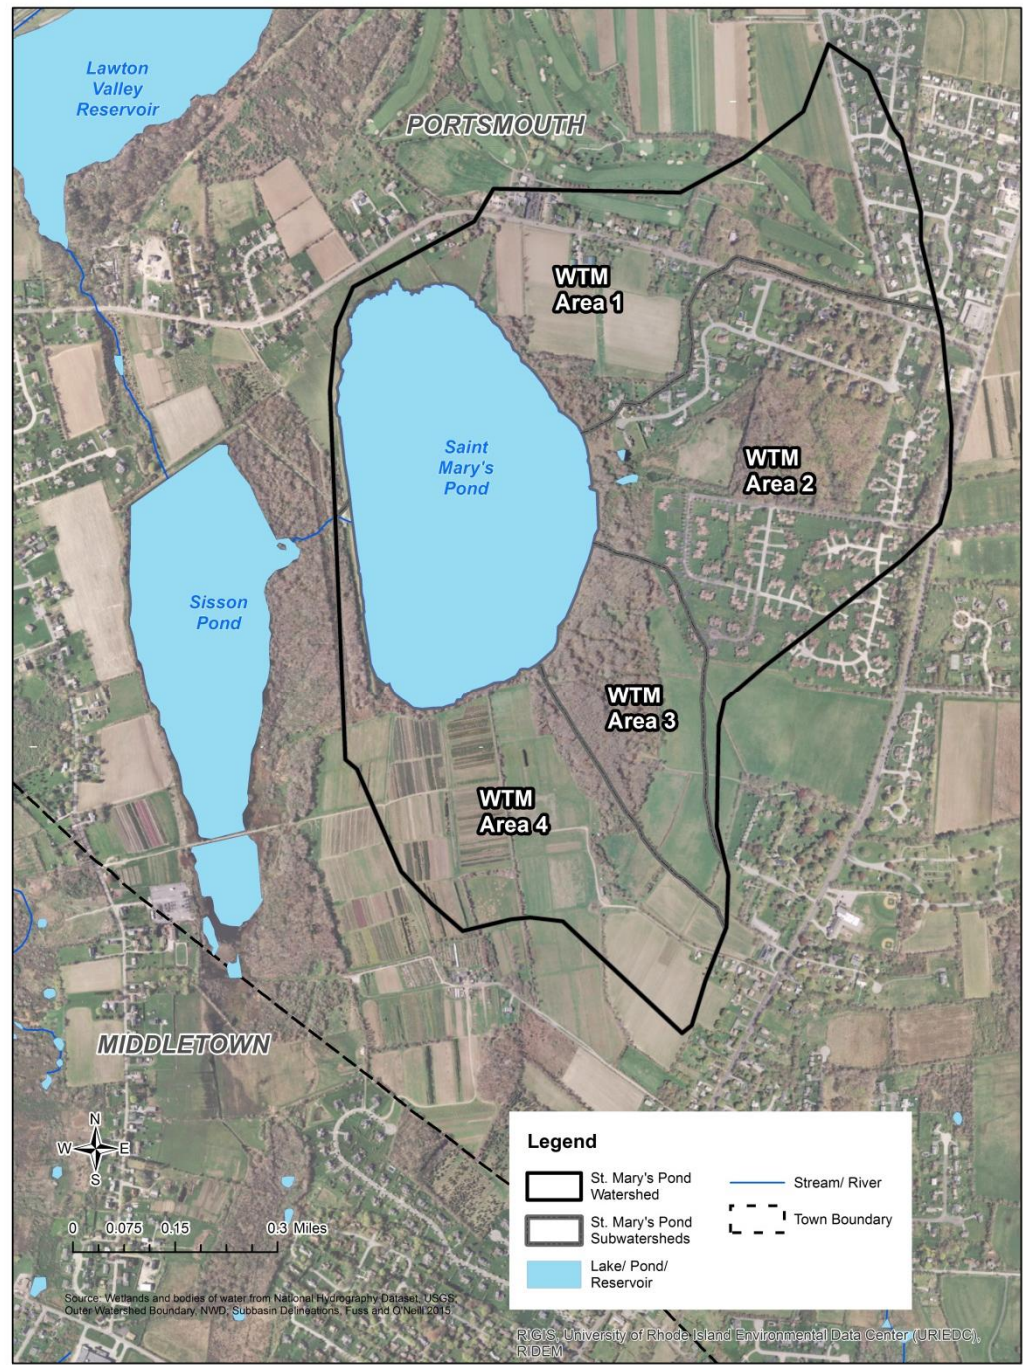 Lawton
Valley
Reservoir
PORTSMOUTH
WTM
Area 1
Saint
Mary's
Pond
WTM
Area 2
Sisson
Pond
WTM
Area 3
WTM
Area 4
MIDDLETOWN
N
W E
S
0 0.075 0.15 0.3 Miles
Legend
St. Mary's Pond
Watershed
St. Mary's Pond
Subwatersheds
Lake/ Pond/
Reservoir
Stream/ River
Town Boundary
Source: Wetlands and bodies of water from National Hydrography Dataset, USGS;
Outer Watershed Boundary, NWD; Subbasin Delineations, Fuss and O'Neill 2015
RIGIS, University of Rhode Island Environmental Data Center (URIEDC),
RIDEM